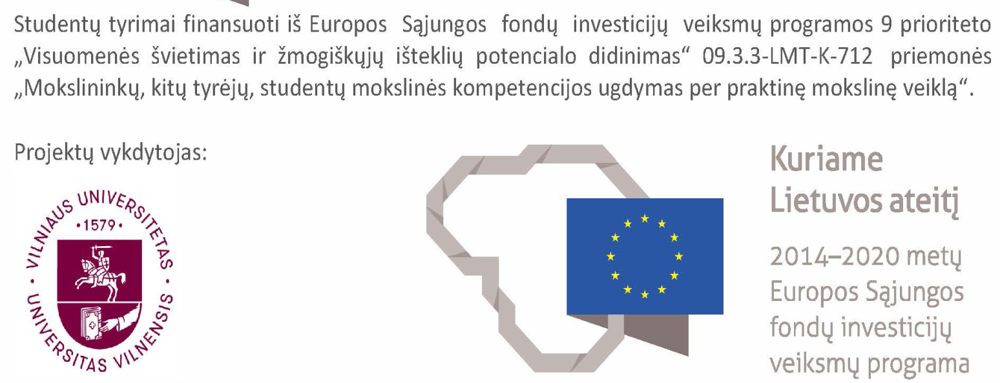 Studentų tyrimai finansuoti iš Europos Sąjungos fondų investicijų veiksmų programos 9 prioriteto
„Visuomenės švietimas ir žmogiškųjų išteklių potencialo didinimas“ 09.3.3-LMT-K-712 priemonės
„Mokslininkų, kitų tyrėjų, studentų mokslinės kompetencijos ugdymas per praktinę mokslinę veiklą“.
Projektų vykdytojas:
VILNIAUS UNIVERSITETAS
·1579·
UNIVERSITAS VILNENSIS
Kuriame
Lietuvos ateitį
2014–2020 metų
Europos Sąjungos
fondų investicijų
veiksmų programa